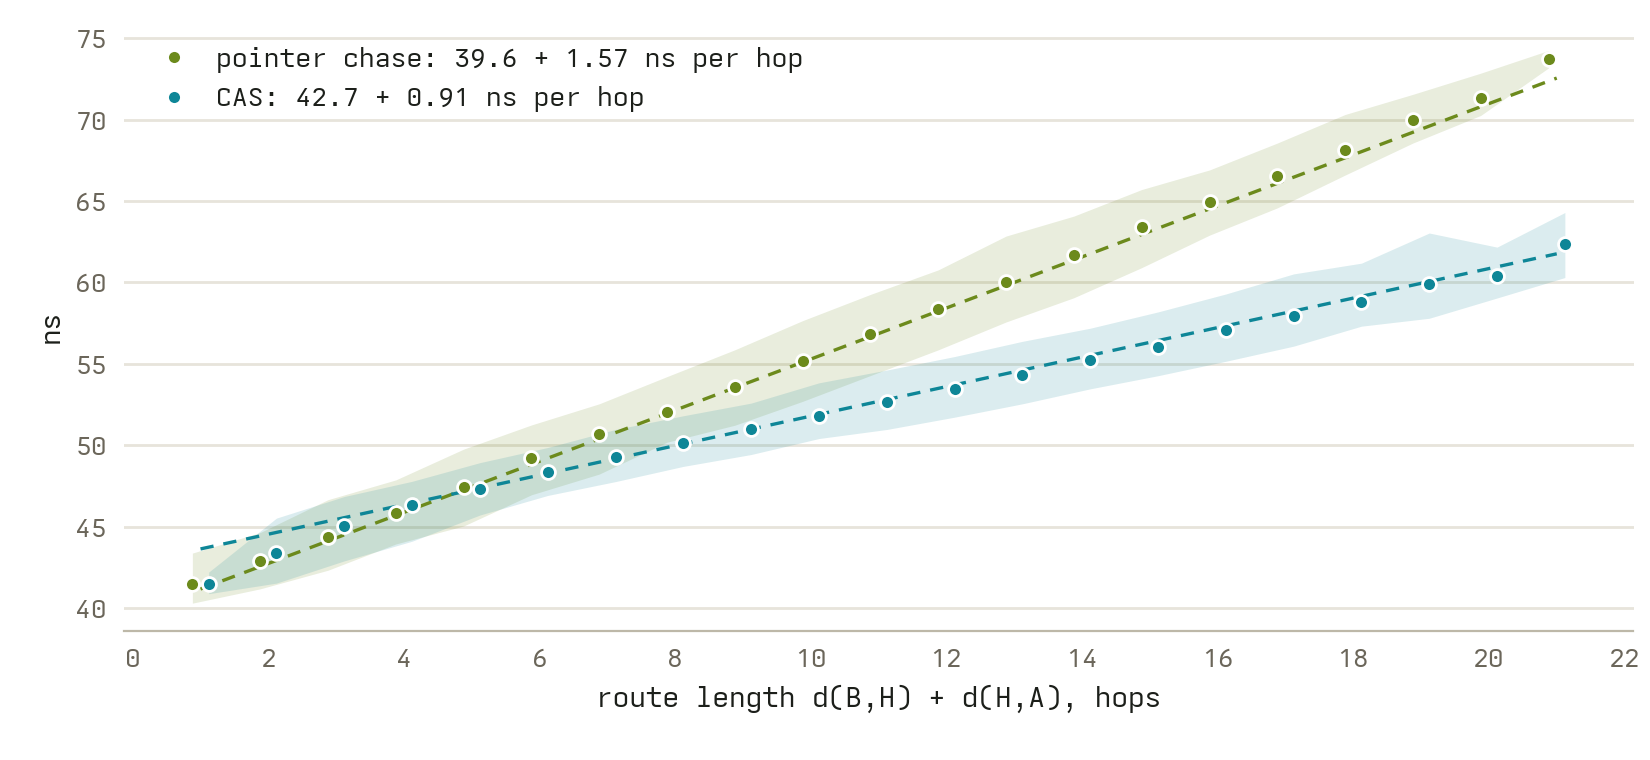 75
pointer chase: 39.6 + 1.57 ns per hop
CAS: 42.7 + 0.91 ns per hop
70
65
60
ns
55
50
45
40
0 2 4 6 8 10 12 14 16 18 20 22
route length d(B,H) + d(H,A), hops